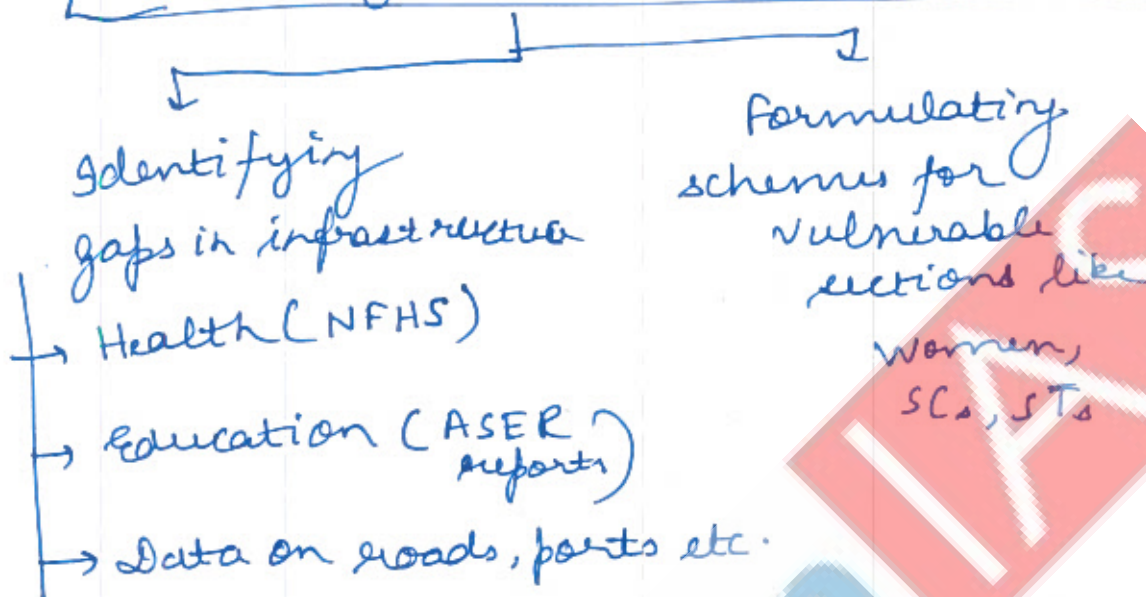 Identifying
gaps in infrastructure
→ Health (NFHS)
→ Education (ASER
reports)
→ Data on roads, ports etc.
Formulating
schemes for
vulnerable
sections like
women,
SCs, STs
IAS